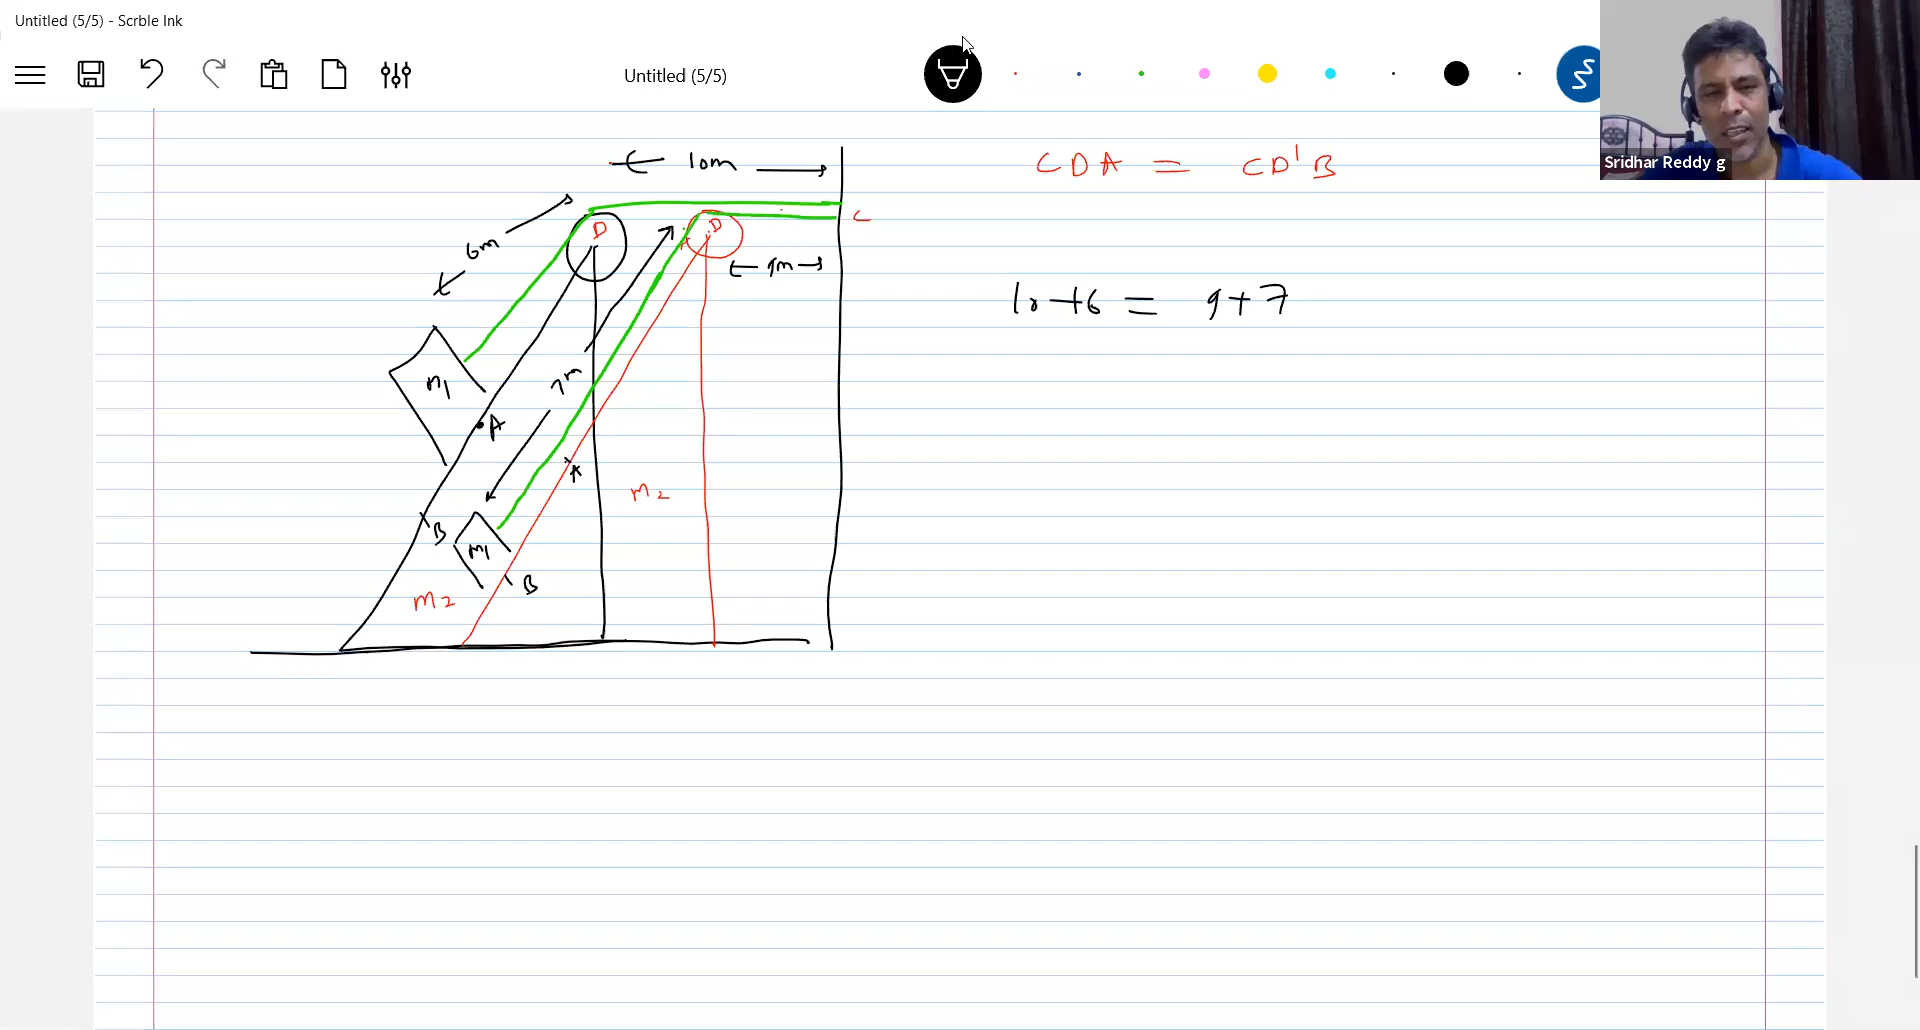 Untitled (5/5) - Scrble Ink
Untitled (5/5)
Sridhar Reddy g
10m
CDA = CD'B
C
D
D
6m
9m
10+6 = 9+7
7m
m1
A
A
m2
B
m1
B
m2